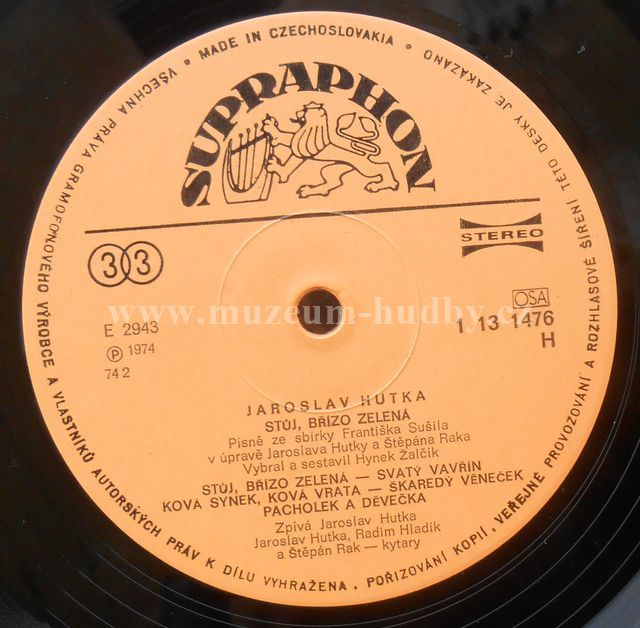 MADE IN CZECHOSLOVAKIA • VŠECHNA PRÁVA GRAMOFONOVÉHO VÝROBCE A VLASTNÍKŮ AUTORSKÝCH PRÁV K DÍLU VYHRAŽENA. POŘIZOVÁNÍ KOPIÍ, VEŘEJNÉ PROVOZOVÁNÍ A ROZHLASOVÉ ŠÍŘENÍ TÉTO DESKY JE ZAKÁZÁNO •
SUPRAPHON
33
STEREO
www.muzeum-hudby.cz
E 2943
℗ 1974
74 2
OSA
1 13 1476
H
JAROSLAV HUTKA
STŮJ, BŘÍZO ZELENÁ
Písně ze sbírky Františka Sušila
v úpravě Jaroslava Hutky a Štěpána Raka
Vybral a sestavil Hynek Žalčík
STŮJ, BŘÍZO ZELENÁ — SVATÝ VAVŘÍN
KOVÁ SYNEK, KOVÁ VRATA — ŠKAREDÝ VĚNEČEK
PACHOLEK A DĚVEČKA
Zpívá Jaroslav Hutka
Jaroslav Hutka, Radim Hladík
a Štěpán Rak — kytary